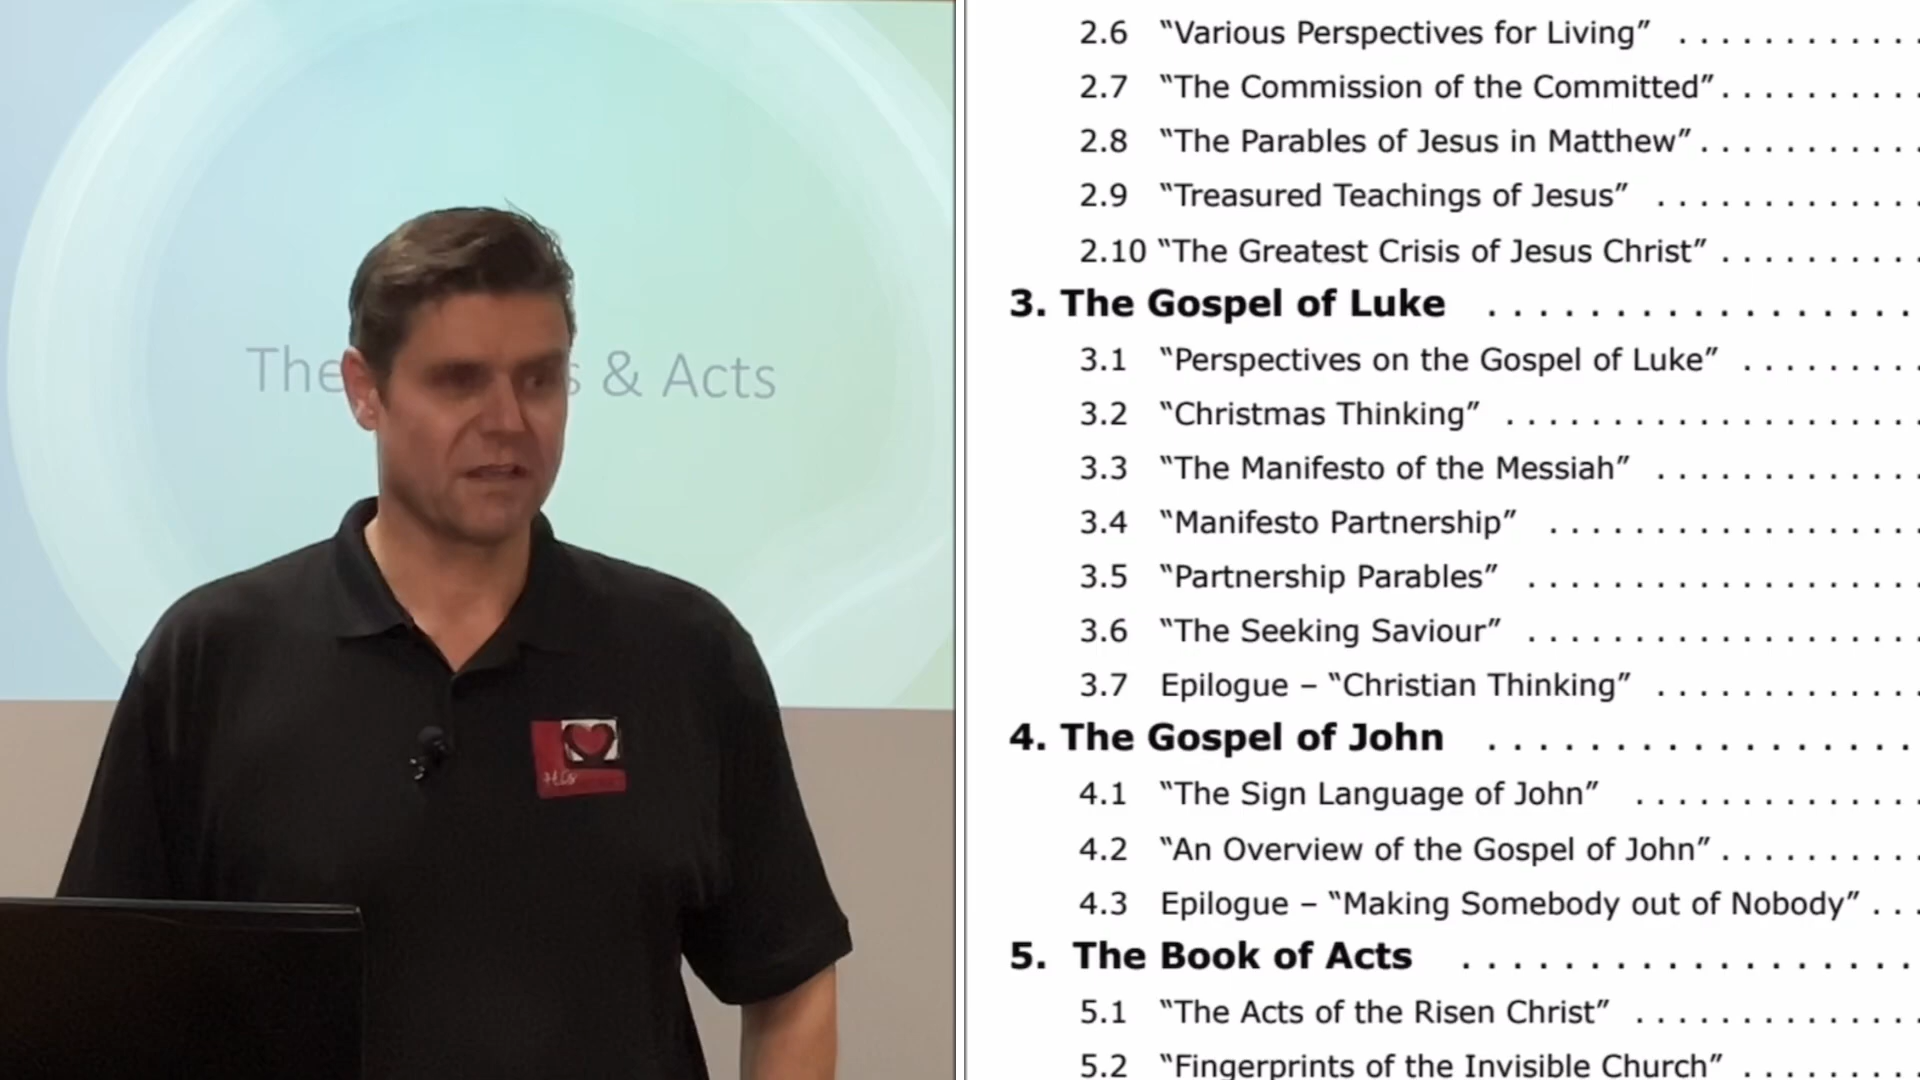 The s & Acts
2.6 “Various Perspectives for Living” . . . . . . . . . . . .
2.7 “The Commission of the Committed” . . . . . . . . . .
2.8 “The Parables of Jesus in Matthew” . . . . . . . . . . .
2.9 “Treasured Teachings of Jesus” . . . . . . . . . . . . .
2.10 “The Greatest Crisis of Jesus Christ” . . . . . . . . . .
3. The Gospel of Luke . . . . . . . . . . . . . . . . .
3.1 “Perspectives on the Gospel of Luke” . . . . . . . . .
3.2 “Christmas Thinking” . . . . . . . . . . . . . . . . . . . .
3.3 “The Manifesto of the Messiah” . . . . . . . . . . . . .
3.4 “Manifesto Partnership” . . . . . . . . . . . . . . . . . .
3.5 “Partnership Parables” . . . . . . . . . . . . . . . . . . .
3.6 “The Seeking Saviour” . . . . . . . . . . . . . . . . . . .
3.7 Epilogue – “Christian Thinking” . . . . . . . . . . . . .
4. The Gospel of John . . . . . . . . . . . . . . . . .
4.1 “The Sign Language of John” . . . . . . . . . . . . . .
4.2 “An Overview of the Gospel of John” . . . . . . . . . .
4.3 Epilogue – “Making Somebody out of Nobody” . . .
5. The Book of Acts . . . . . . . . . . . . . . . . . .
5.1 “The Acts of the Risen Christ” . . . . . . . . . . . . . .
5.2 “Fingerprints of the Invisible Church” . . . . . . . . .